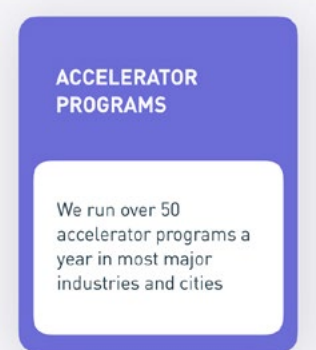 ACCELERATOR
PROGRAMS
We run over 50
accelerator programs a
year in most major
industries and cities